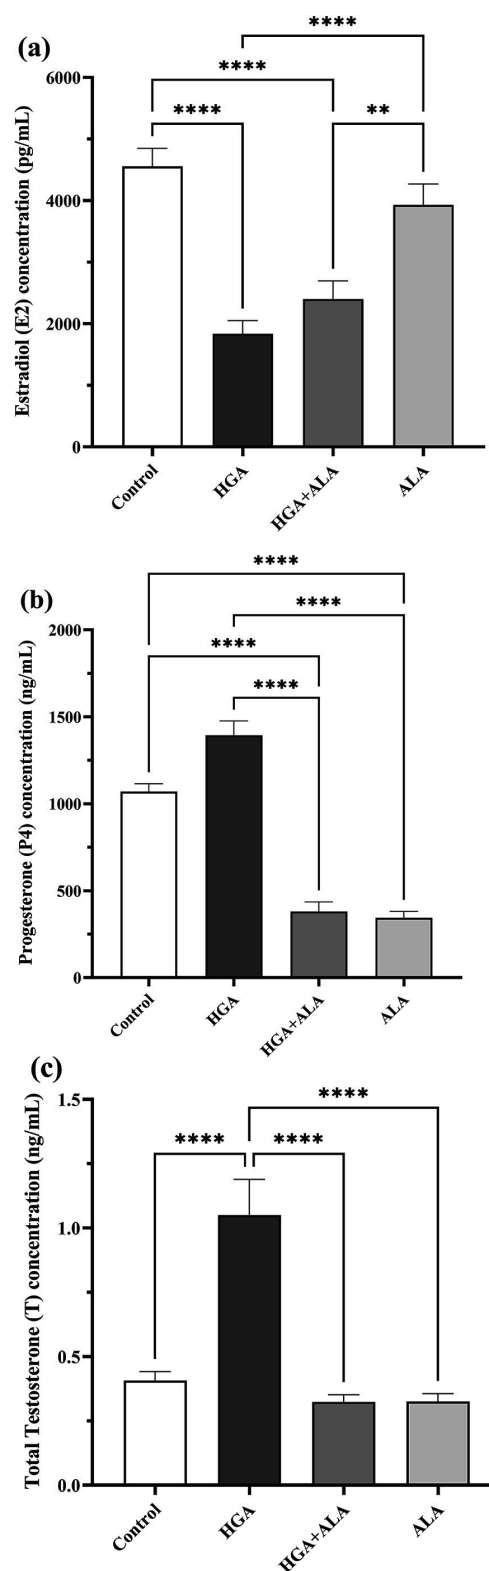 (a)
****
****
****
**
Estradiol (E2) concentration (pg/mL)
6000
4000
2000
0
Control
HGA
HGA+ALA
ALA
(b)
****
****
****
****
Progesterone (P4) concentration (ng/mL)
2000
1500
1000
500
0
Control
HGA
HGA+ALA
ALA
(c)
****
****
****
Total Testosterone (T) concentration (ng/mL)
1.5
1.0
0.5
0.0
Control
HGA
HGA+ALA
ALA